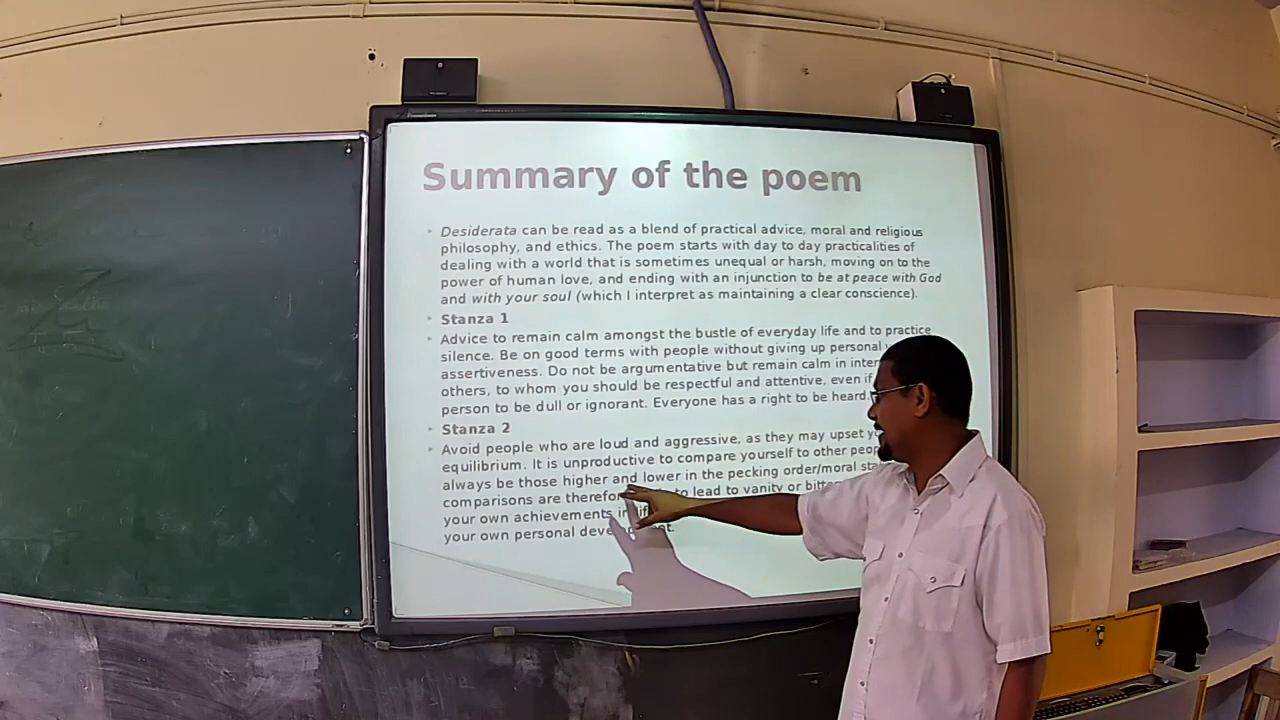 Summary of the poem
Desiderata can be read as a blend of practical advice, moral and religious
philosophy, and ethics. The poem starts with day to day practicalities of
dealing with a world that is sometimes unequal or harsh, moving on to the
power of human love, and ending with an injunction to be at peace with God
and with your soul (which I interpret as maintaining a clear conscience).
Stanza 1
Advice to remain calm amongst the bustle of everyday life and to practice
silence. Be on good terms with people without giving up personal
assertiveness. Do not be argumentative but remain calm in
others, to whom you should be respectful and attentive, even if
person to be dull or ignorant. Everyone has a right to be heard.
Stanza 2
Avoid people who are loud and aggressive, as they may upset
equilibrium. It is unproductive to compare yourself to other
always be those higher and lower in the pecking order/moral
comparisons are to lead to vanity or
your own achievements in
your own personal